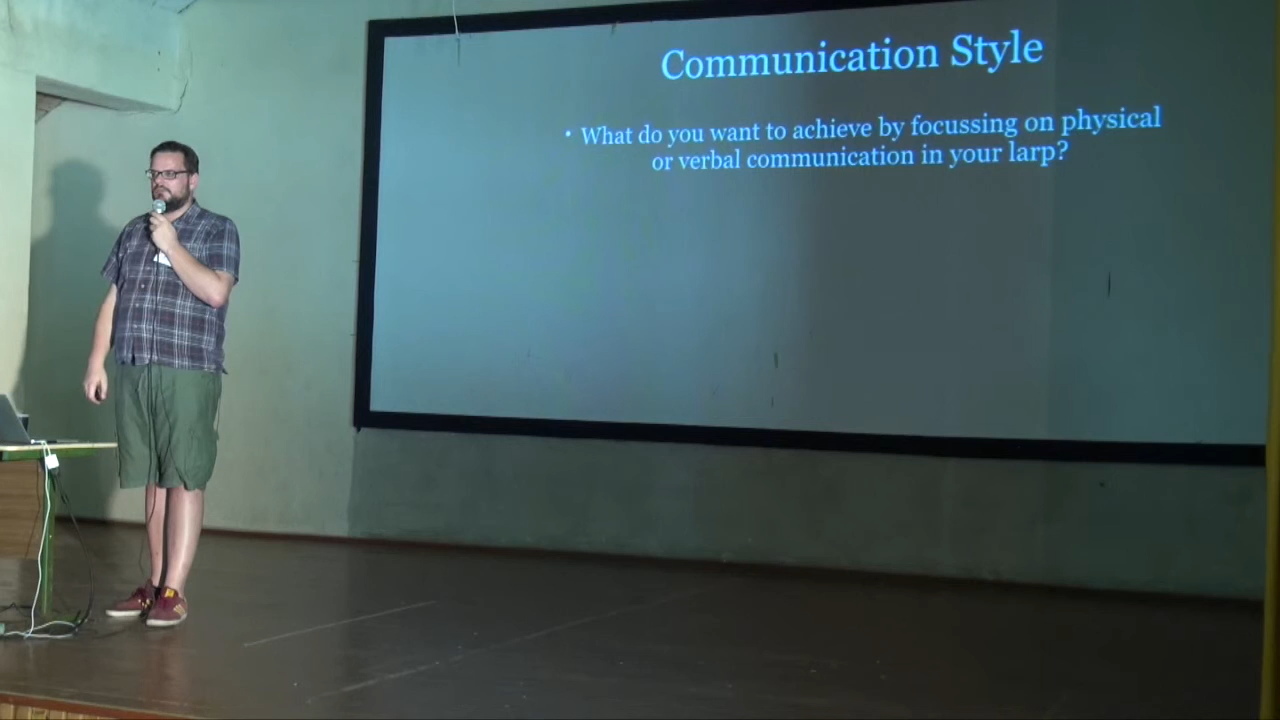 Communication Style
• What do you want to achieve by focussing on physical
or verbal communication in your larp?